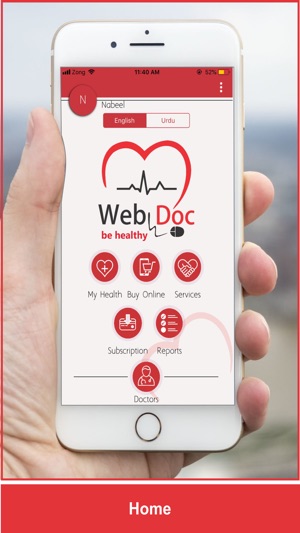 Zong 11:40 AM 52%
N Nabeel
English Urdu
Web Doc
be healthy
My Health Buy Online Services
Subscription Reports
Doctors
Home